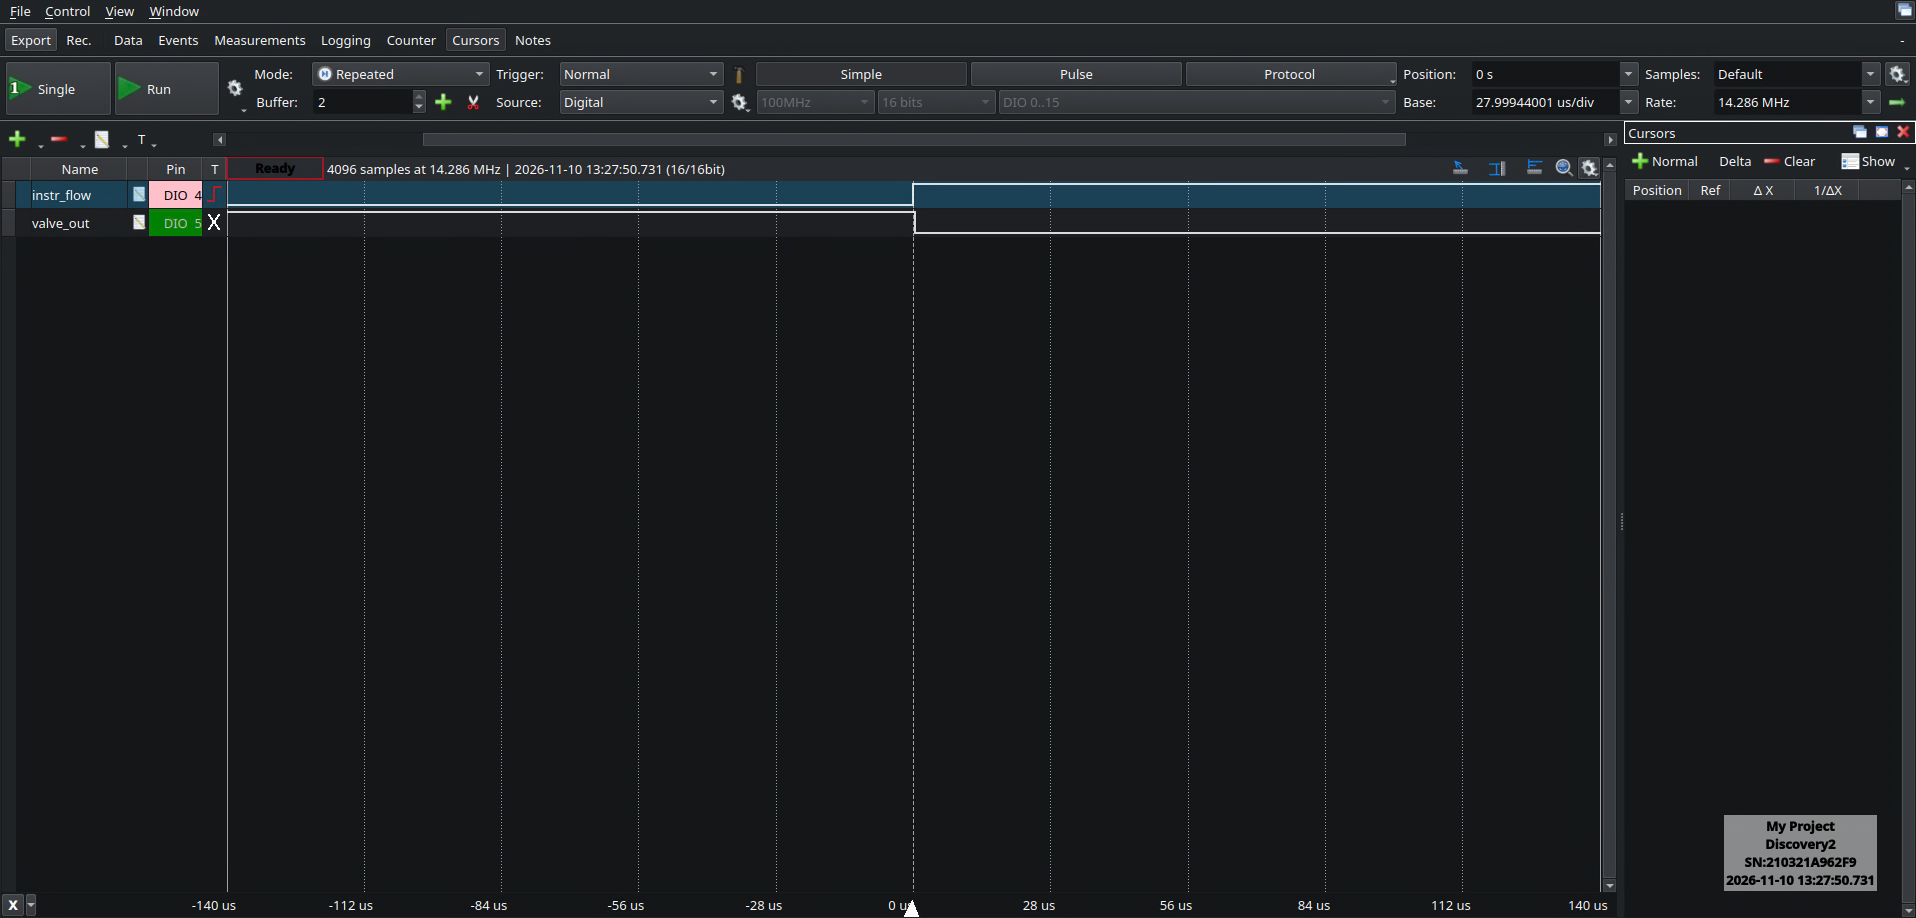 File Control View Window
Export Rec. Data Events Measurements Logging Counter Cursors Notes -
1 Single Run Mode: Repeated Trigger: Normal Simple Pulse Protocol Position: 0 s Samples: Default
Buffer: 2 Source: Digital 100MHz 16 bits DIO 0..15 Base: 27.99944001 us/div Rate: 14.286 MHz
T
Cursors
Normal Delta Clear Show
Name Pin T Ready 4096 samples at 14.286 MHz | 2026-11-10 13:27:50.731 (16/16bit)
Position Ref Δ X 1/ΔX
instr_flow DIO 4
valve_out DIO 5 X
My Project
Discovery2
SN:210321A962F9
2026-11-10 13:27:50.731
X -140 us -112 us -84 us -56 us -28 us 0 us 28 us 56 us 84 us 112 us 140 us